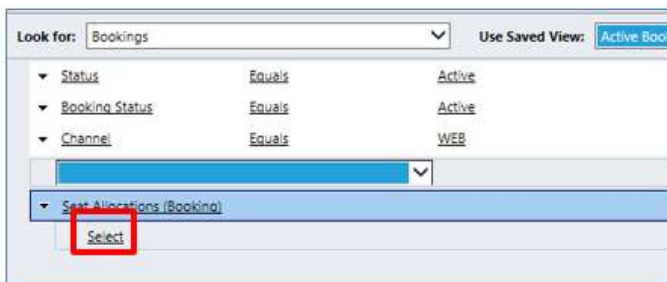 Look for: Bookings Use Saved View: Active Boo
Status Equals Active
Booking Status Equals Active
Channel Equals WEB
Seat Allocations (Booking)
Select